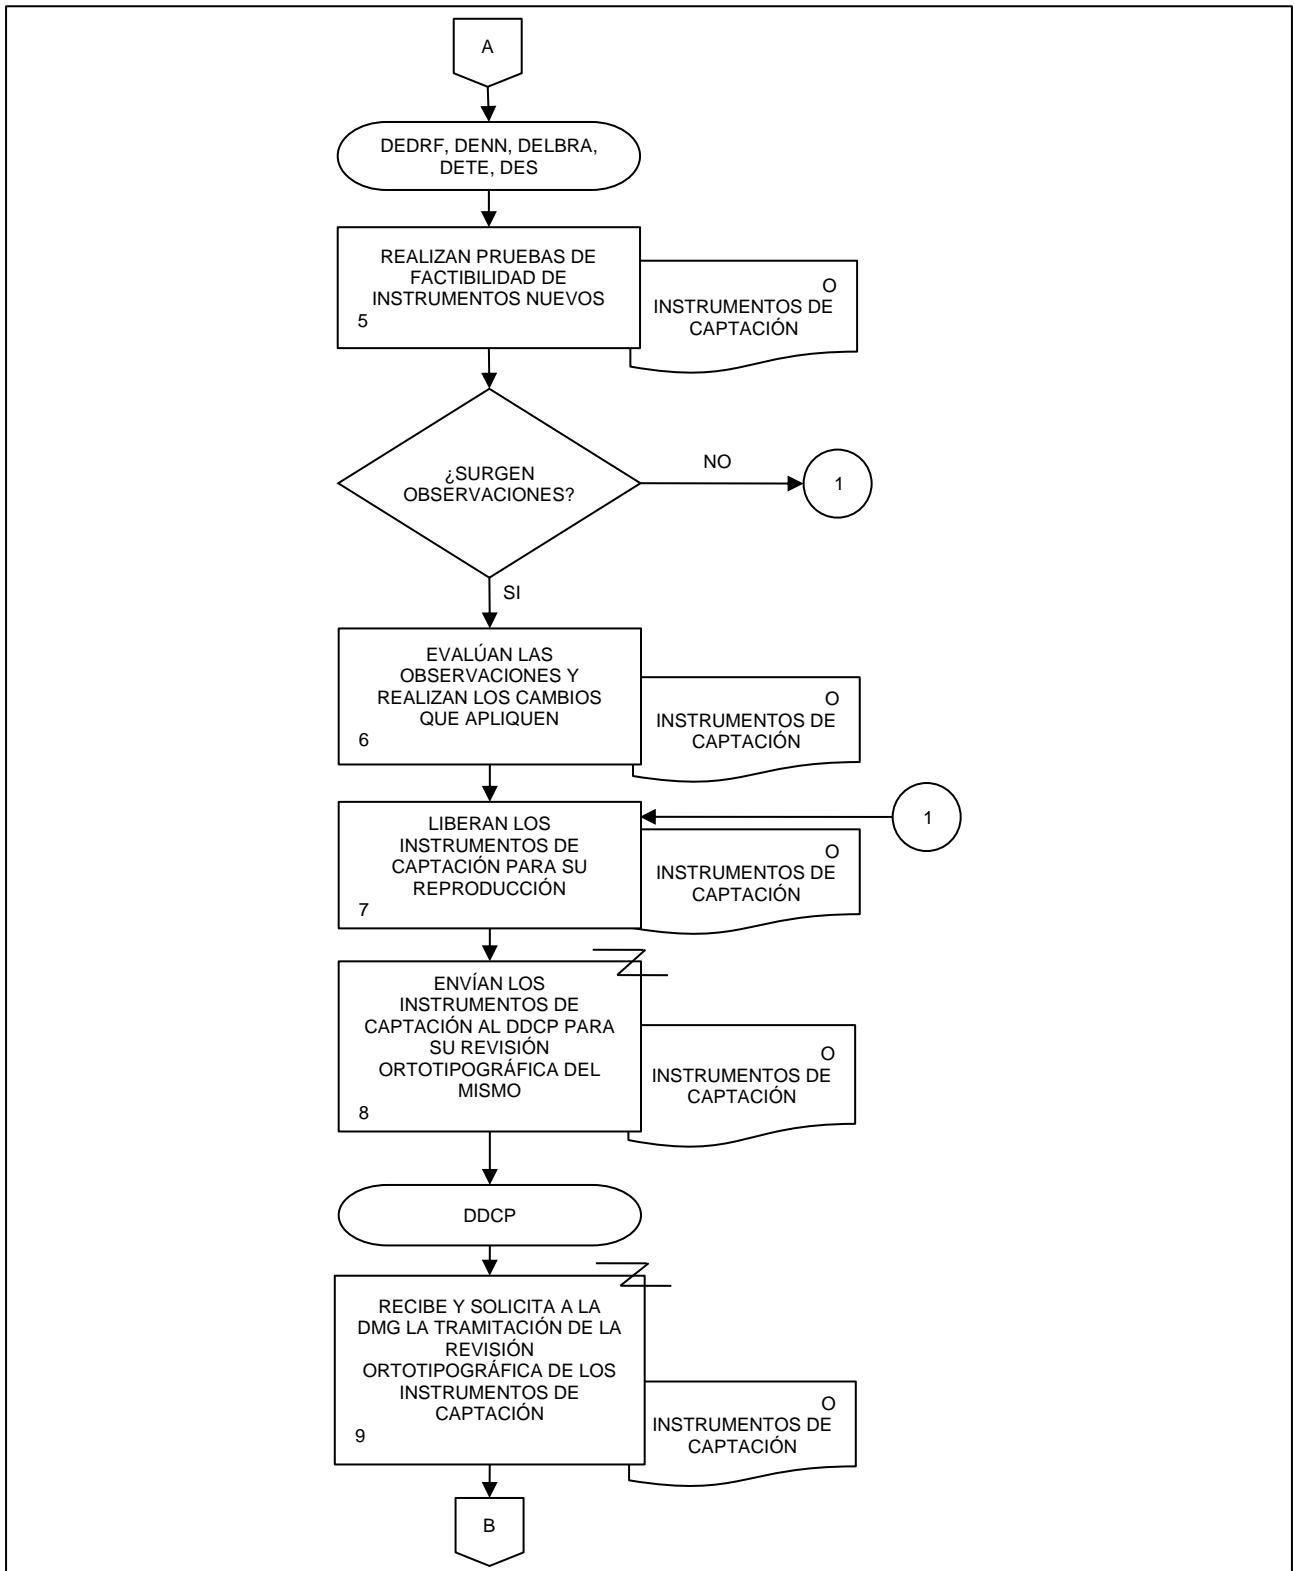 A
DEDRF, DENN, DELBRA,
DETE, DES
REALIZAN PRUEBAS DE
FACTIBILIDAD DE
INSTRUMENTOS NUEVOS
5
O
INSTRUMENTOS DE
CAPTACIÓN
¿SURGEN
OBSERVACIONES?
NO
1
SI
EVALÚAN LAS
OBSERVACIONES Y
REALIZAN LOS CAMBIOS
QUE APLIQUEN
6
O
INSTRUMENTOS DE
CAPTACIÓN
1
LIBERAN LOS
INSTRUMENTOS DE
CAPTACIÓN PARA SU
REPRODUCCIÓN
7
O
INSTRUMENTOS DE
CAPTACIÓN
ENVÍAN LOS
INSTRUMENTOS DE
CAPTACIÓN AL DDCP PARA
SU REVISIÓN
ORTOTIPOGRÁFICA DEL
MISMO
8
O
INSTRUMENTOS DE
CAPTACIÓN
DDCP
RECIBE Y SOLICITA A LA
DMG LA TRAMITACIÓN DE LA
REVISIÓN
ORTOTIPOGRÁFICA DE LOS
INSTRUMENTOS DE
CAPTACIÓN
9
O
INSTRUMENTOS DE
CAPTACIÓN
B